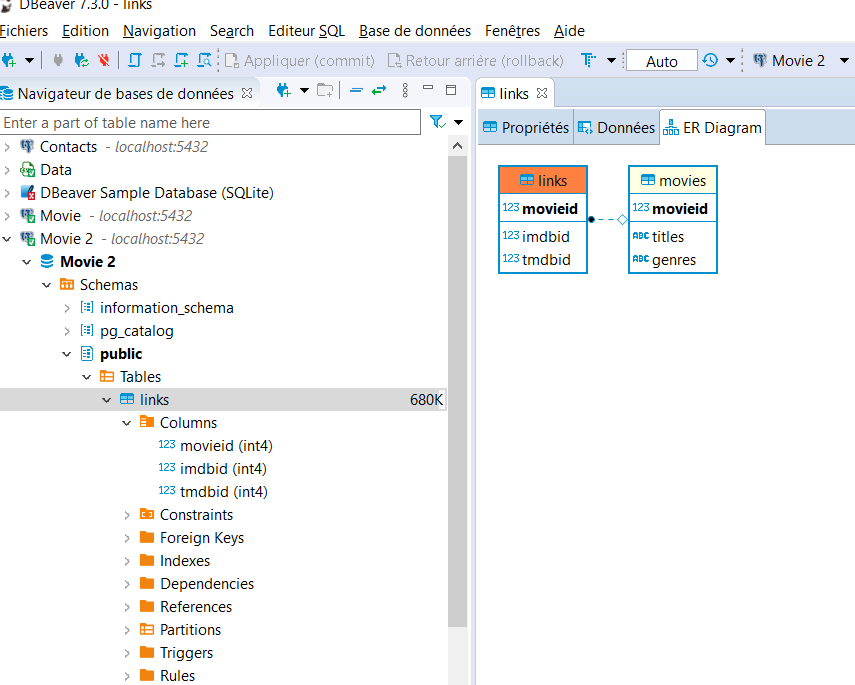 DBeaver 7.3.0 - links
Fichiers Edition Navigation Search Editeur SQL Base de données Fenêtres Aide
Appliquer (commit) Retour arrière (rollback) T Auto Movie 2
Navigateur de bases de données
Enter a part of table name here
Contacts - localhost:5432
Data
DBeaver Sample Database (SQLite)
Movie - localhost:5432
Movie 2 - localhost:5432
Movie 2
Schemas
information_schema
pg_catalog
public
Tables
links 680K
Columns
123 movieid (int4)
123 imdbid (int4)
123 tmdbid (int4)
Constraints
Foreign Keys
Indexes
Dependencies
References
Partitions
Triggers
Rules
links
Propriétés Données ER Diagram
links
123 movieid
123 imdbid
123 tmdbid
movies
123 movieid
ABC titles
ABC genres